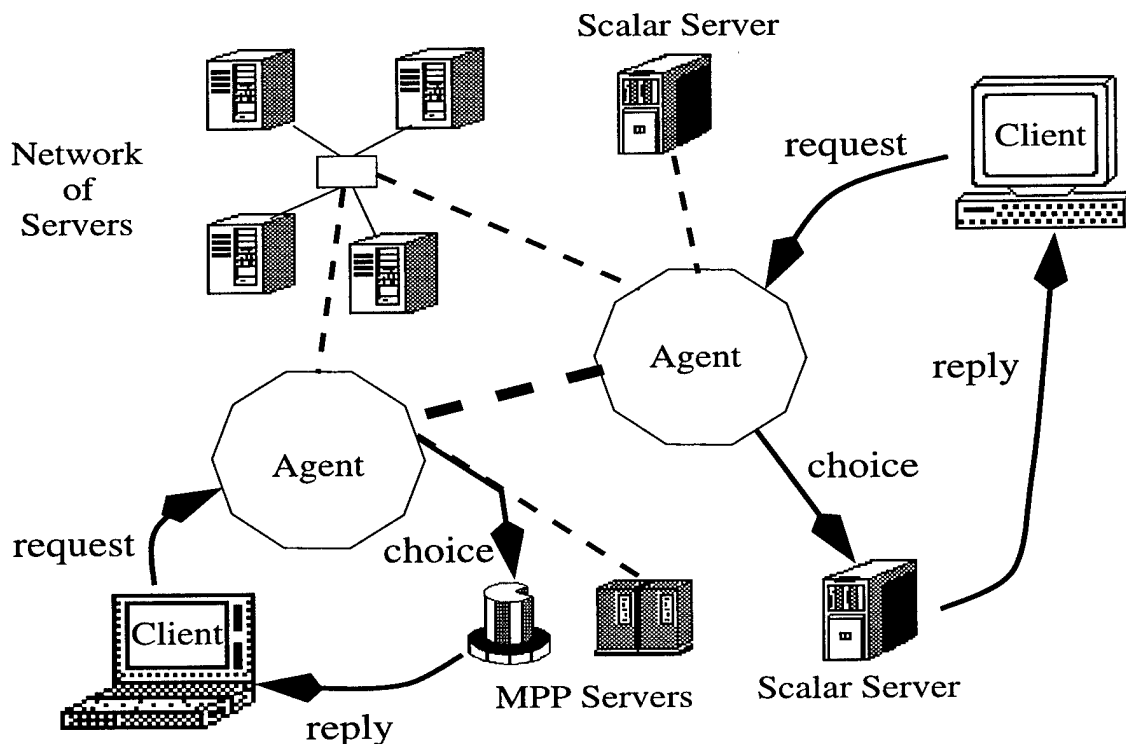 Scalar Server
Network
of
Servers
request
Client
Agent
reply
Agent
choice
request
choice
Client
MPP Servers
Scalar Server
reply